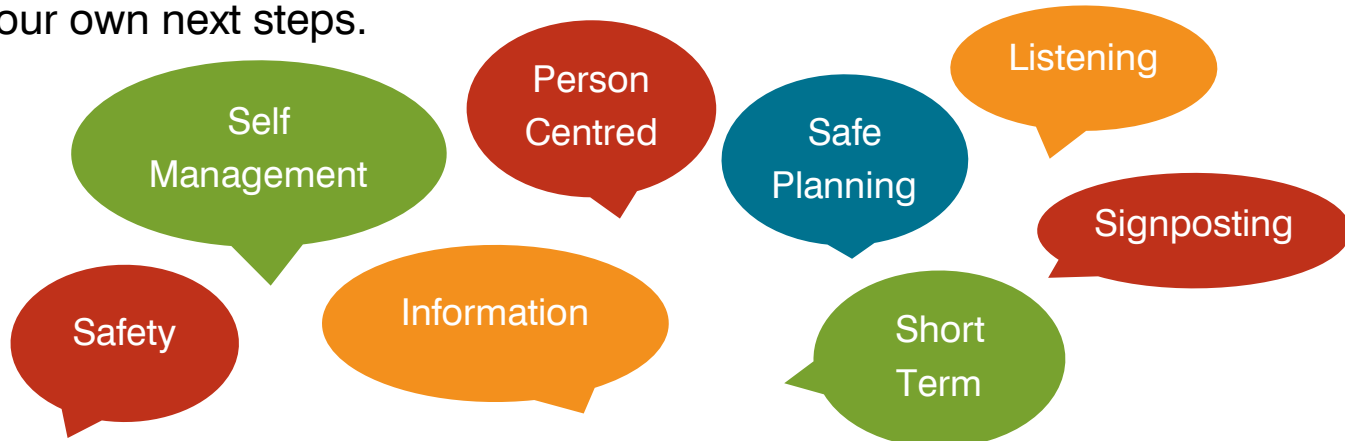 our own next steps.
Self
Management
Person
Centred
Safe
Planning
Listening
Signposting
Safety
Information
Short
Term